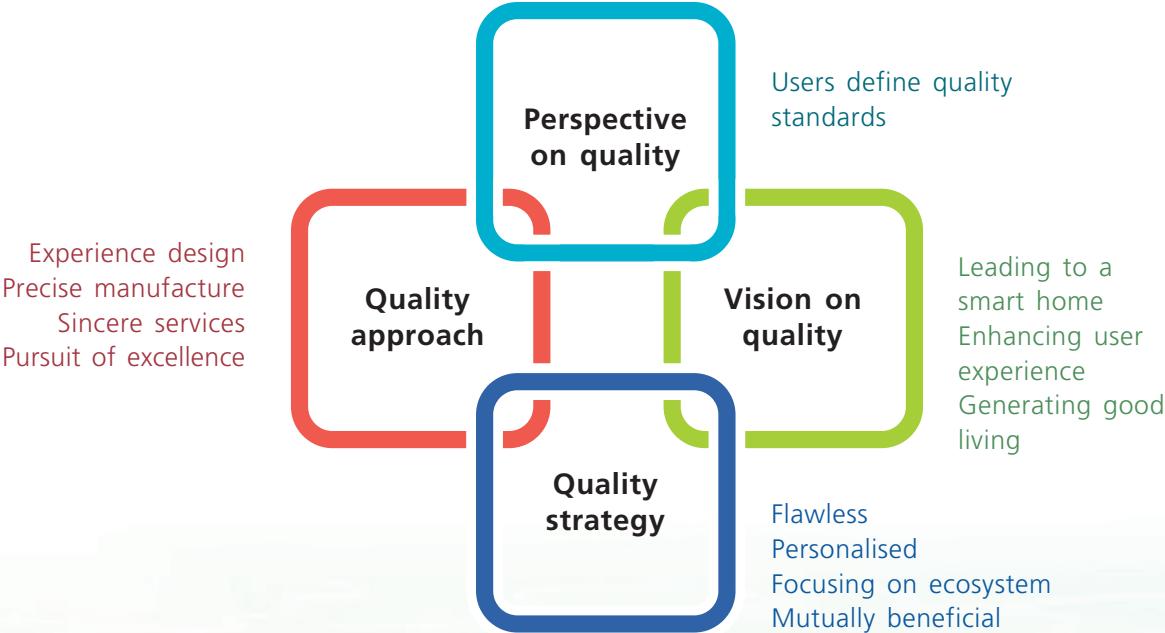 Perspective
on quality
Users define quality
standards
Experience design
Precise manufacture
Sincere services
Pursuit of excellence
Quality
approach
Vision on
quality
Leading to a
smart home
Enhancing user
experience
Generating good
living
Quality
strategy
Flawless
Personalised
Focusing on ecosystem
Mutually beneficial